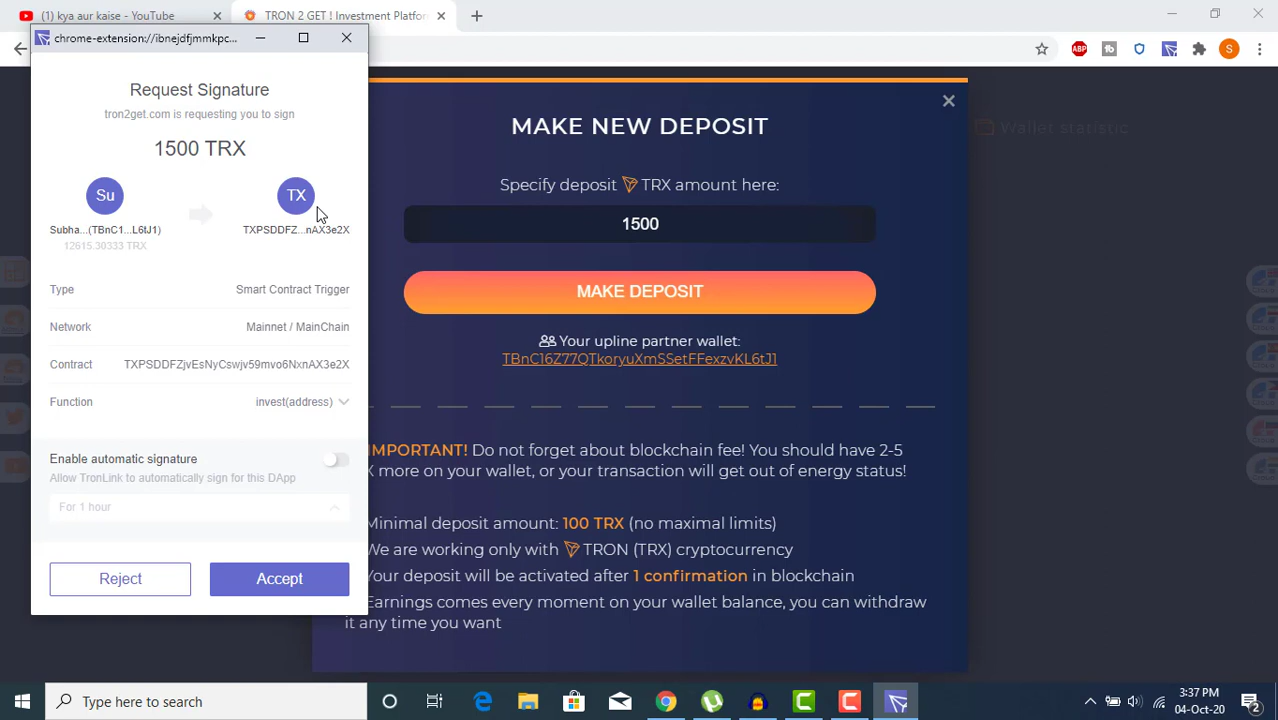 (1) kya aur kaise - YouTube
TRON 2 GET ! Investment Platfor
chrome-extension://ibnejdfjmmkpc...
Request Signature
tron2get.com is requesting you to sign
1500 TRX
Su
TX
Subha...(TBnC1...L6tJ1)
TXPSDDFZ...nAX3e2X
12615.30333 TRX
Type
Smart Contract Trigger
Network
Mainnet / MainChain
Contract
TXPSDDFZjvEsNyCswjv59mvo6NxnAX3e2X
Function
invest(address)
Enable automatic signature
Allow TronLink to automatically sign for this DApp
For 1 hour
Reject
Accept
MAKE NEW DEPOSIT
Specify deposit TRX amount here:
1500
MAKE DEPOSIT
Your upline partner wallet:
TBnC16Z77QTkoryuXmSSetFFexzvKL6tJ1
IMPORTANT! Do not forget about blockchain fee! You should have 2-5
X more on your wallet, or your transaction will get out of energy status!
Minimal deposit amount: 100 TRX (no maximal limits)
We are working only with TRON (TRX) cryptocurrency
Your deposit will be activated after 1 confirmation in blockchain
Earnings comes every moment on your wallet balance, you can withdraw
it any time you want
Wallet statistic
ABP
S
Type here to search
3:37 PM
04-Oct-20
2